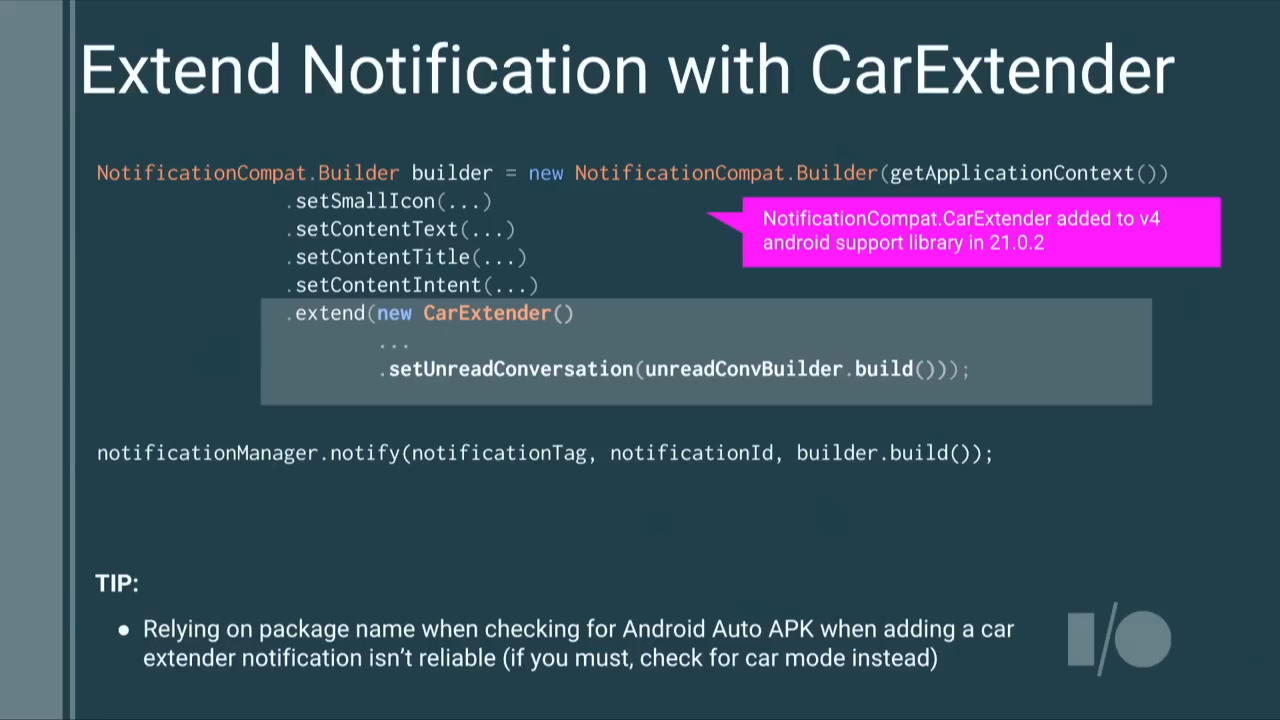 Extend Notification with CarExtender
NotificationCompat.Builder builder = new NotificationCompat.Builder(getApplicationContext())
.setSmallIcon(...)
NotificationCompat.CarExtender added to v4
android support library in 21.0.2
.setContentText(...)
.setContentTitle(...)
.setContentIntent(...)
.extend(new CarExtender()
...
.setUnreadConversation(unreadConvBuilder.build()));
notificationManager.notify(notificationTag, notificationId, builder.build());
TIP:
● Relying on package name when checking for Android Auto APK when adding a car
extender notification isn't reliable (if you must, check for car mode instead)
I/O